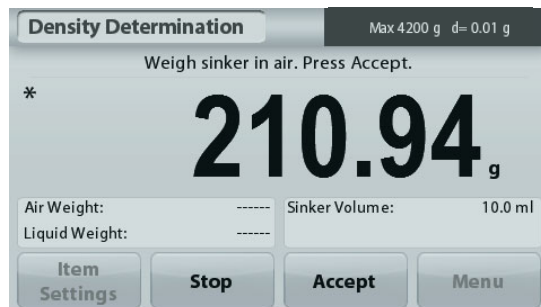 Density Determination Max 4200 g d= 0.01 g
Weigh sinker in air. Press Accept.
* 210.94 g
Air Weight: ------ Sinker Volume: 10.0 ml
Liquid Weight: ------
Item Settings Stop Accept Menu